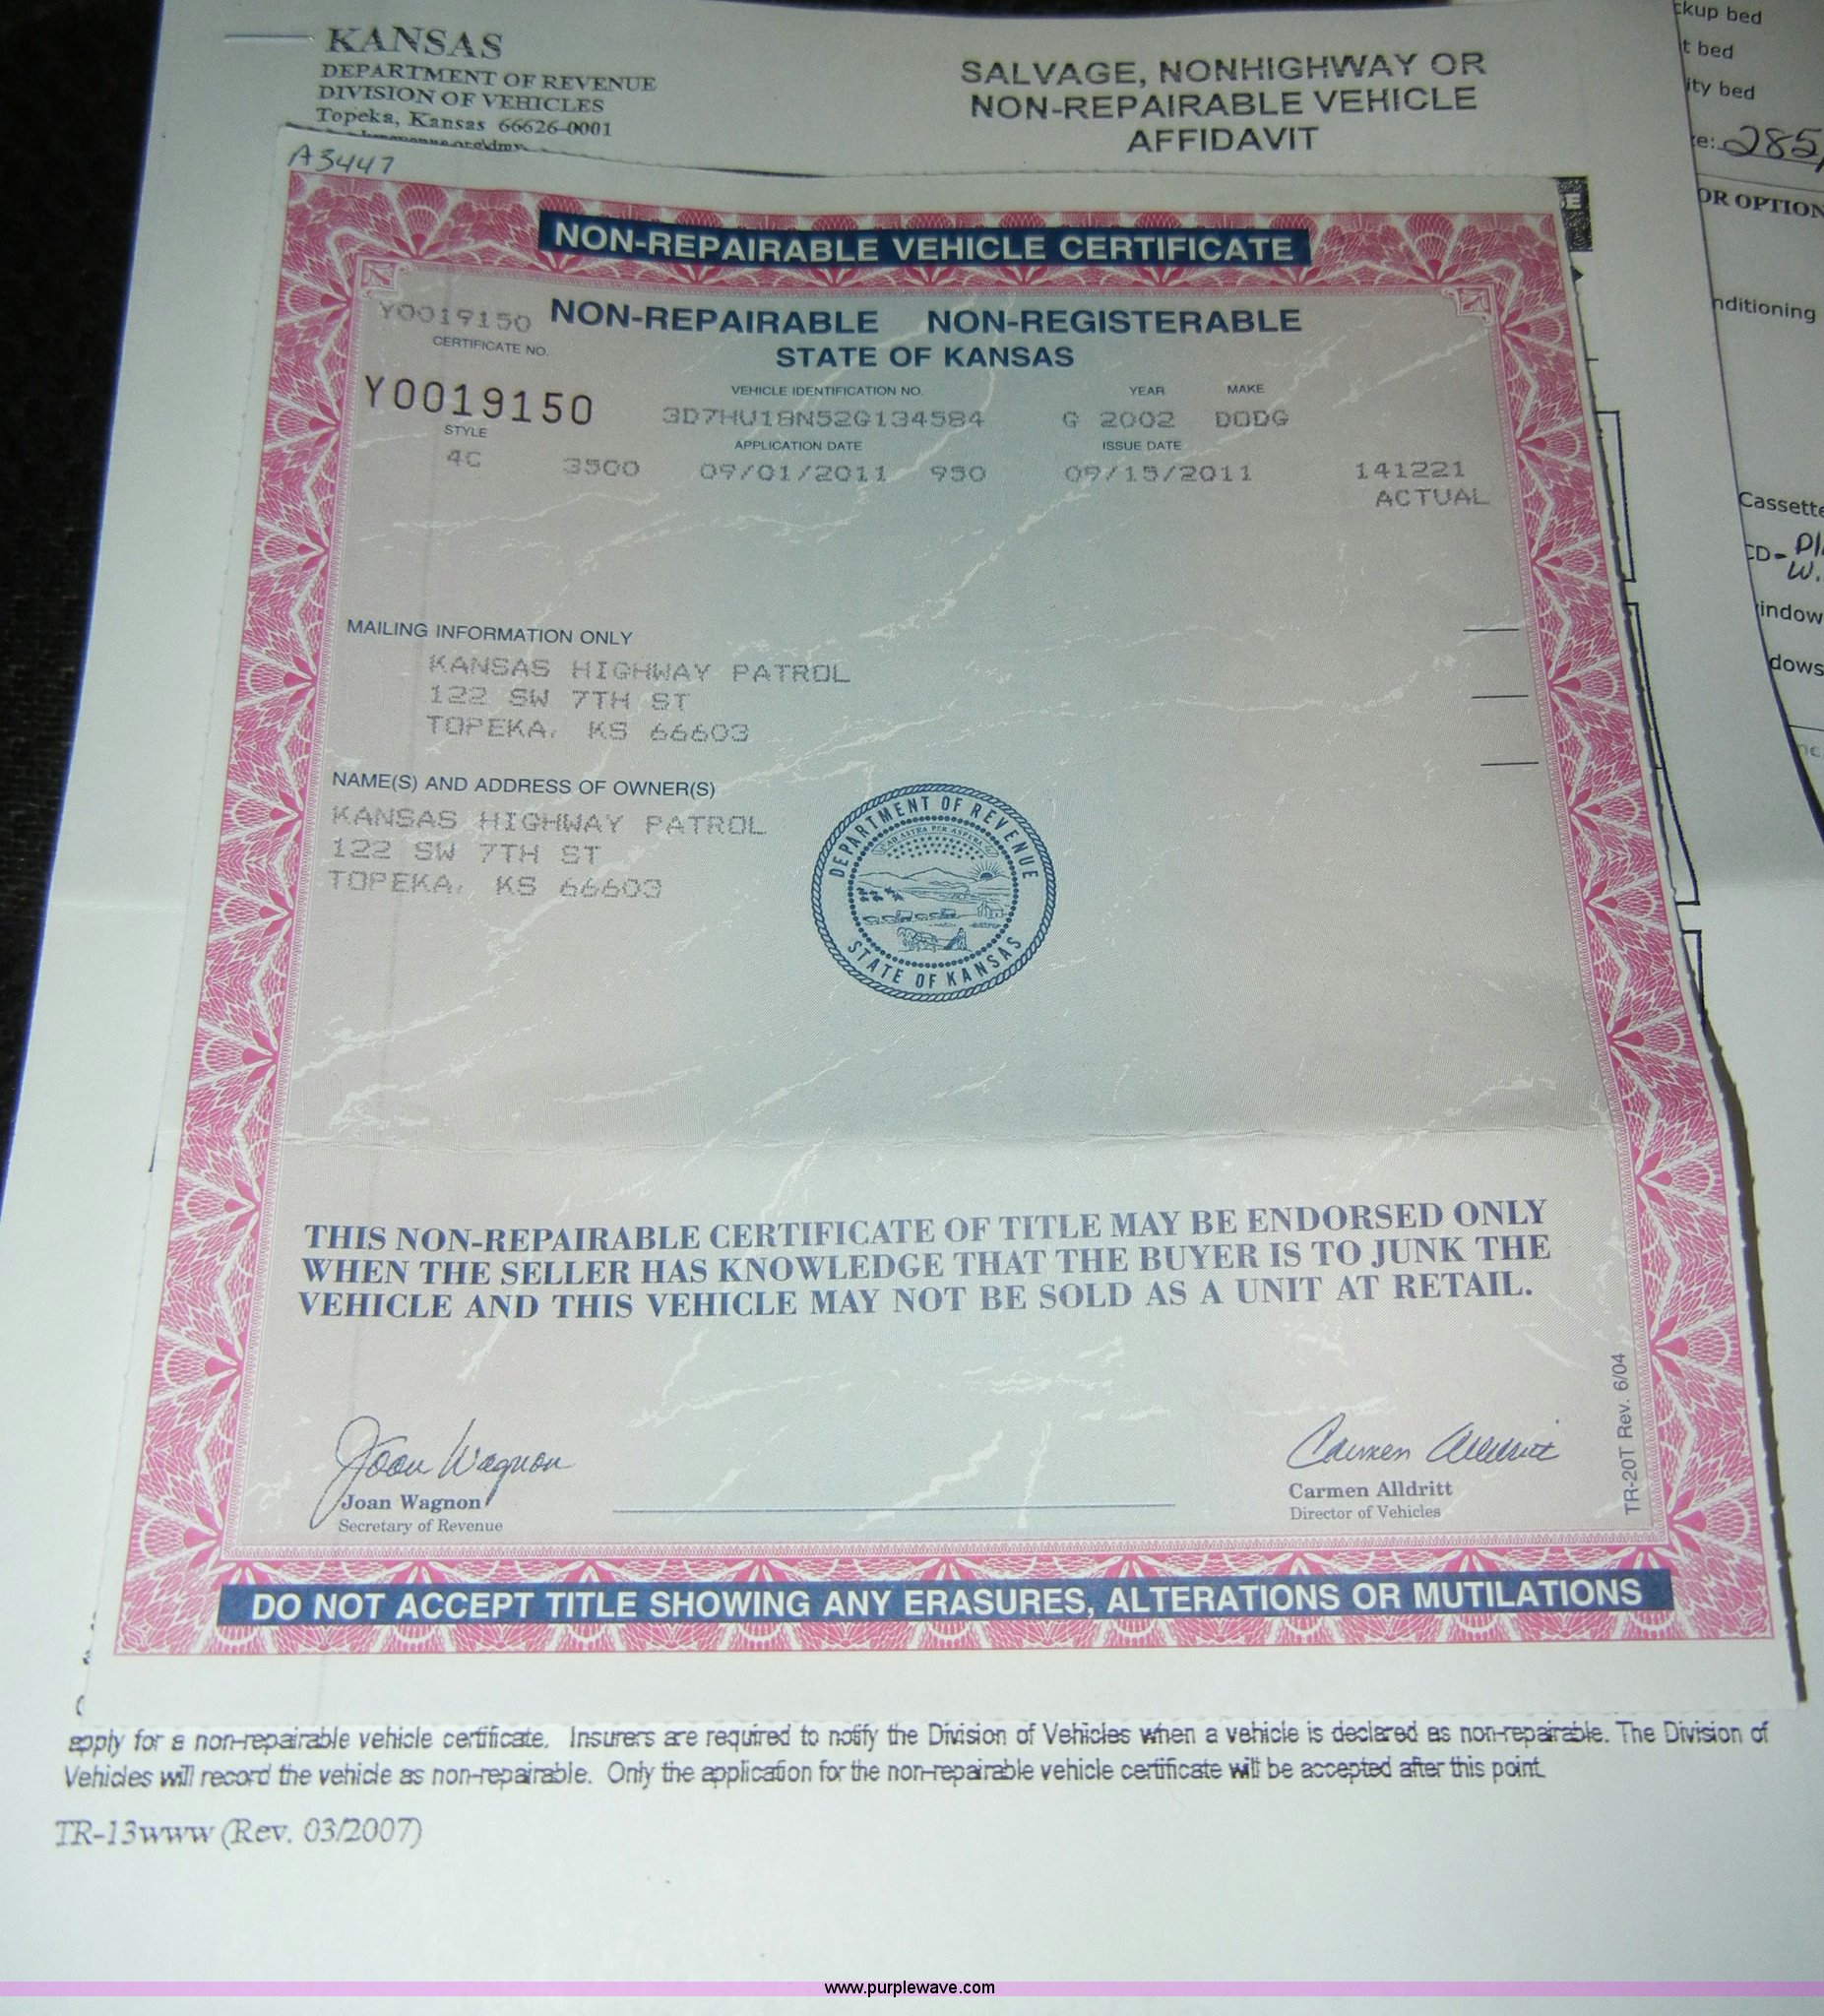 KANSAS
DEPARTMENT OF REVENUE
DIVISION OF VEHICLES
Topeka, Kansas 66626-0001
SALVAGE, NONHIGHWAY OR
NON-REPAIRABLE VEHICLE
AFFIDAVIT
A3447
NON-REPAIRABLE VEHICLE CERTIFICATE
Y0019150 NON-REPAIRABLE NON-REGISTERABLE
CERTIFICATE NO.
STATE OF KANSAS
VEHICLE IDENTIFICATION NO. YEAR MAKE
Y0019150 3D7HU18N52G134584 G 2002 DODG
STYLE APPLICATION DATE ISSUE DATE
4C 3500 09/01/2011 950 09/15/2011 141221
ACTUAL
MAILING INFORMATION ONLY
KANSAS HIGHWAY PATROL
122 SW 7TH ST
TOPEKA, KS 66603
NAME(S) AND ADDRESS OF OWNER(S)
KANSAS HIGHWAY PATROL
122 SW 7TH ST
TOPEKA, KS 66603
DEPARTMENT OF REVENUE
AD ASTRA PER ASPERA
STATE OF KANSAS
THIS NON-REPAIRABLE CERTIFICATE OF TITLE MAY BE ENDORSED ONLY
WHEN THE SELLER HAS KNOWLEDGE THAT THE BUYER IS TO JUNK THE
VEHICLE AND THIS VEHICLE MAY NOT BE SOLD AS A UNIT AT RETAIL.
Joan Wagnon
Carmen Alldritt
Joan Wagnon
Secretary of Revenue
Carmen Alldritt
Director of Vehicles
TR-20T Rev. 6/04
DO NOT ACCEPT TITLE SHOWING ANY ERASURES, ALTERATIONS OR MUTILATIONS
apply for a non-repairable vehicle certificate. Insurers are required to notify the Division of Vehicles when a vehicle is declared as non-repairable. The Division of
Vehicles will record the vehicle as non-repairable. Only the application for the non-repairable vehicle certificate will be accepted after this point.
TR-13www (Rev. 03/2007)
ckup bed
t bed
ity bed
e: 285/
OR OPTION
nditioning
Cassette
CD-
W.
indow
dows
www.purplewave.com